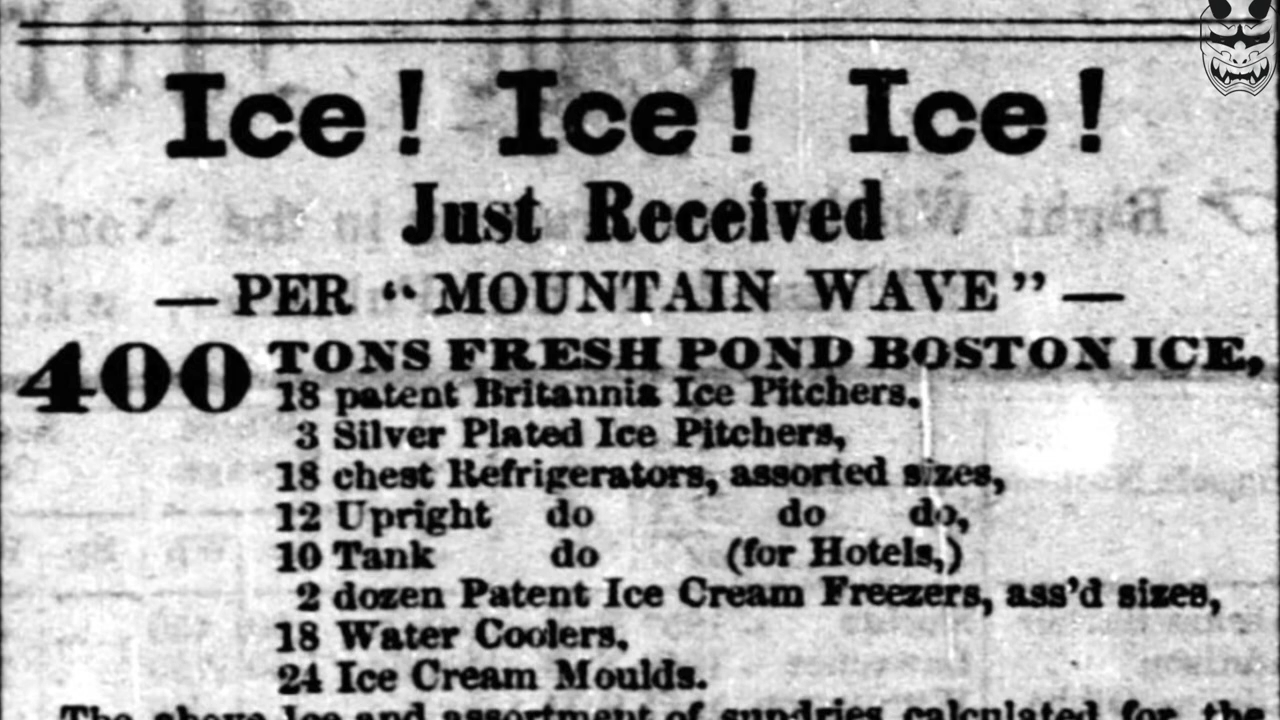 Ice! Ice! Ice!
Just Received
— PER “MOUNTAIN WAVE” —
400 TONS FRESH POND BOSTON ICE,
18 patent Britannia Ice Pitchers.
3 Silver Plated Ice Pitchers,
18 chest Refrigerators, assorted sizes,
12 Upright do do do,
10 Tank do (for Hotels,)
2 dozen Patent Ice Cream Freezers, ass’d sizes,
18 Water Coolers,
24 Ice Cream Moulds.
The above Ice and assortment of sundries calculated for the